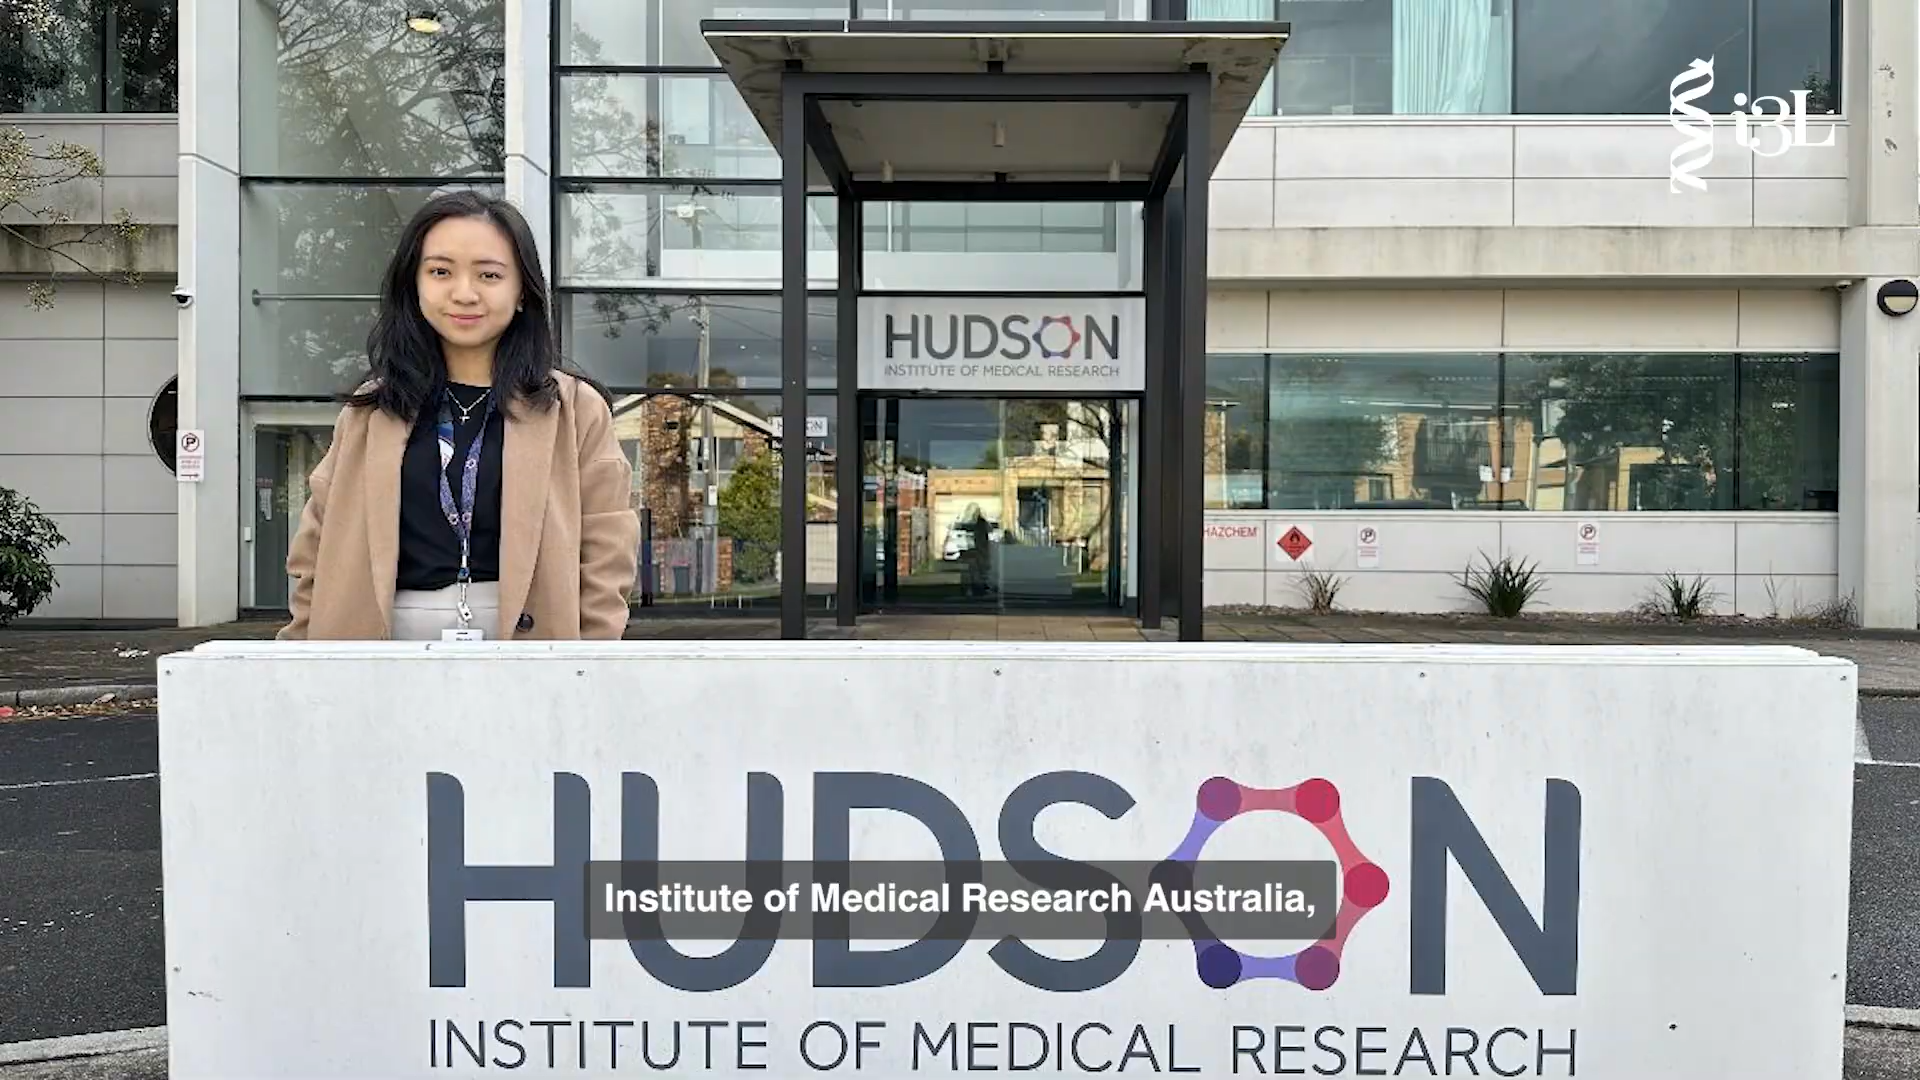 i3L
HUDSON
INSTITUTE OF MEDICAL RESEARCH
HAZCHEM
HUDSON
Institute of Medical Research Australia,
INSTITUTE OF MEDICAL RESEARCH